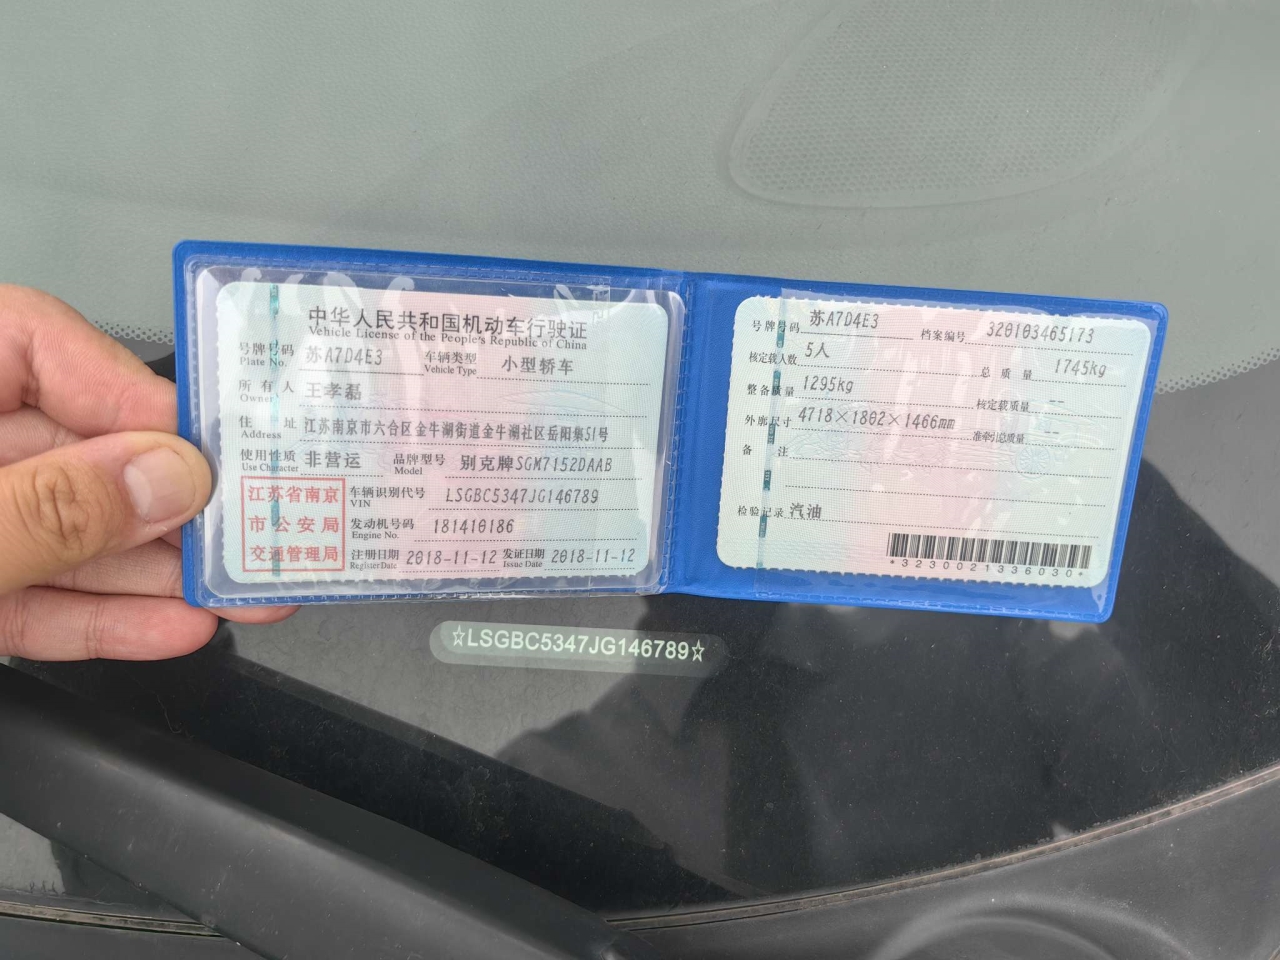 中华人民共和国机动车行驶证
Vehicle License of the People's Republic of China
号牌号码 苏A7D4E3 车辆类型 小型轿车
Plate No. Vehicle Type
所有人 王孝磊
Owner
住址 江苏南京市六合区金牛湖街道金牛湖社区岳阳集51号
Address
使用性质 非营运 品牌型号 别克牌SGM7152DAAB
Use Character Model
江苏省南京
市公安局
交通管理局
车辆识别代号 LSGBC5347JG146789
VIN
发动机号码 181410186
Engine No.
注册日期 2018-11-12 发证日期 2018-11-12
Register Date Issue Date
号牌号码 苏A7D4E3 档案编号 320103465173
核定载人数 5人 总质量 1745kg
整备质量 1295kg 核定载质量 --
外廓尺寸 4718×1802×1466mm 准牵引总质量 --
备注
检验记录 汽油
*3230021336030*
☆LSGBC5347JG146789☆